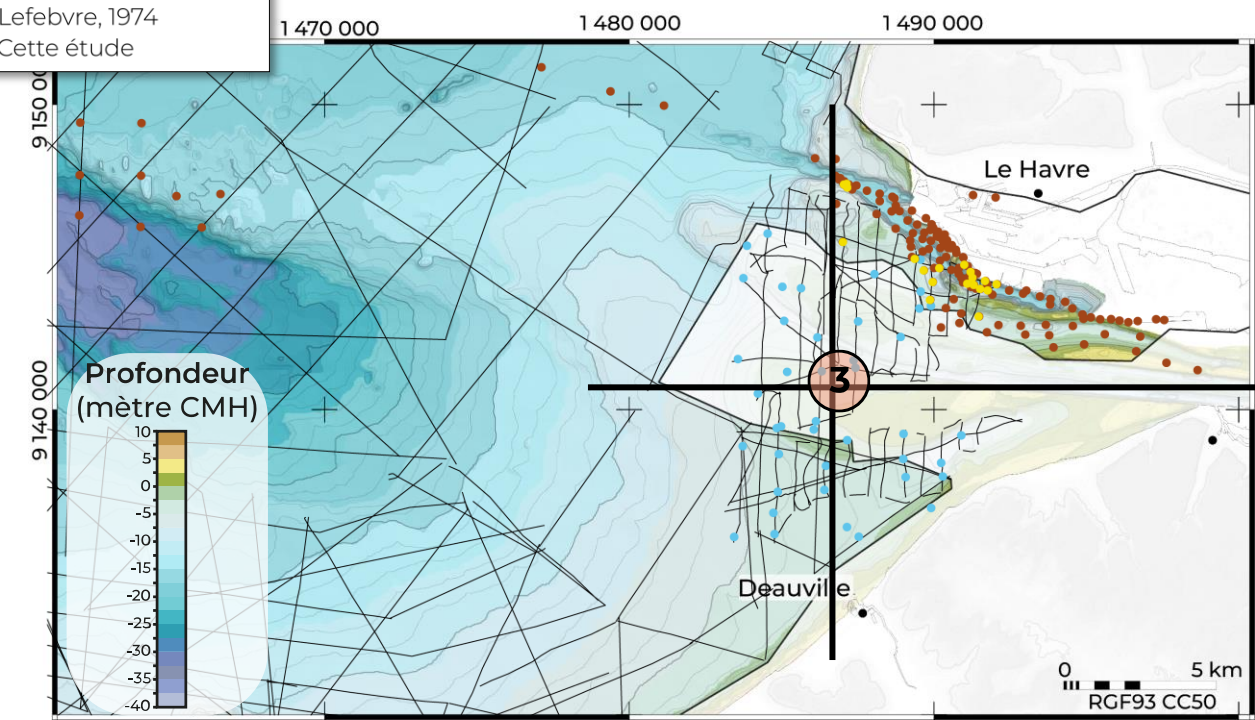 Lefebvre, 1974
Cette étude
1 470 000
1 480 000
1 490 000
9 150 00
9 140 000
Le Havre
3
Profondeur
(mètre CMH)
10
5
0
-5
-10
-15
-20
-25
-30
-35
-40
Deauville
0
5 km
RGF93 CC50